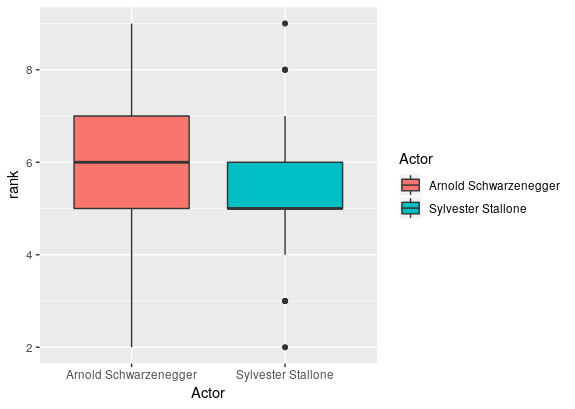 rank
8
6
4
2
Arnold Schwarzenegger
Sylvester Stallone
Actor
Actor
Arnold Schwarzenegger
Sylvester Stallone